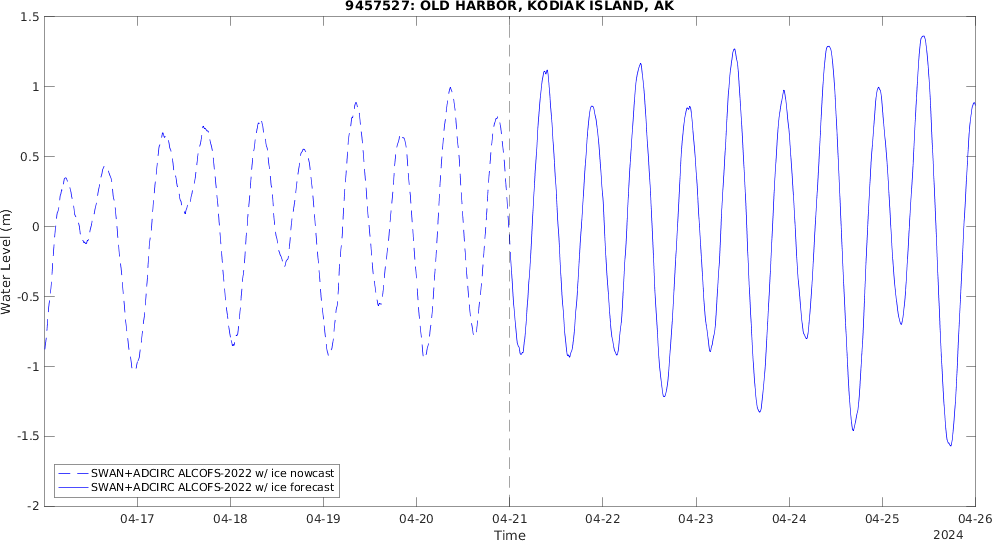 9457527: OLD HARBOR, KODIAK ISLAND, AK
Water Level (m)
1.5
1
0.5
0
-0.5
-1
-1.5
-2
SWAN+ADCIRC ALCOFS-2022 w/ ice nowcast
SWAN+ADCIRC ALCOFS-2022 w/ ice forecast
04-17 04-18 04-19 04-20 04-21 04-22 04-23 04-24 04-25 04-26
Time
2024